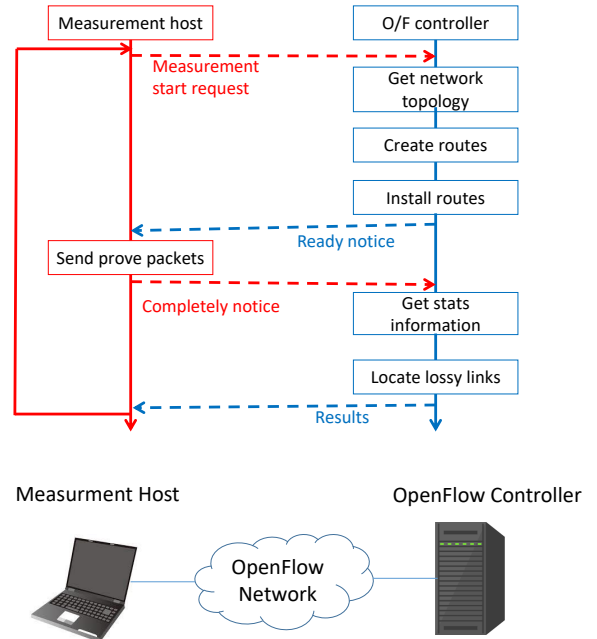 Measurement host
O/F controller
Measurement
start request
Get network
topology
Create routes
Install routes
Ready notice
Send prove packets
Completely notice
Get stats
information
Locate lossy links
Results
Measurment Host
OpenFlow Controller
OpenFlow
Network